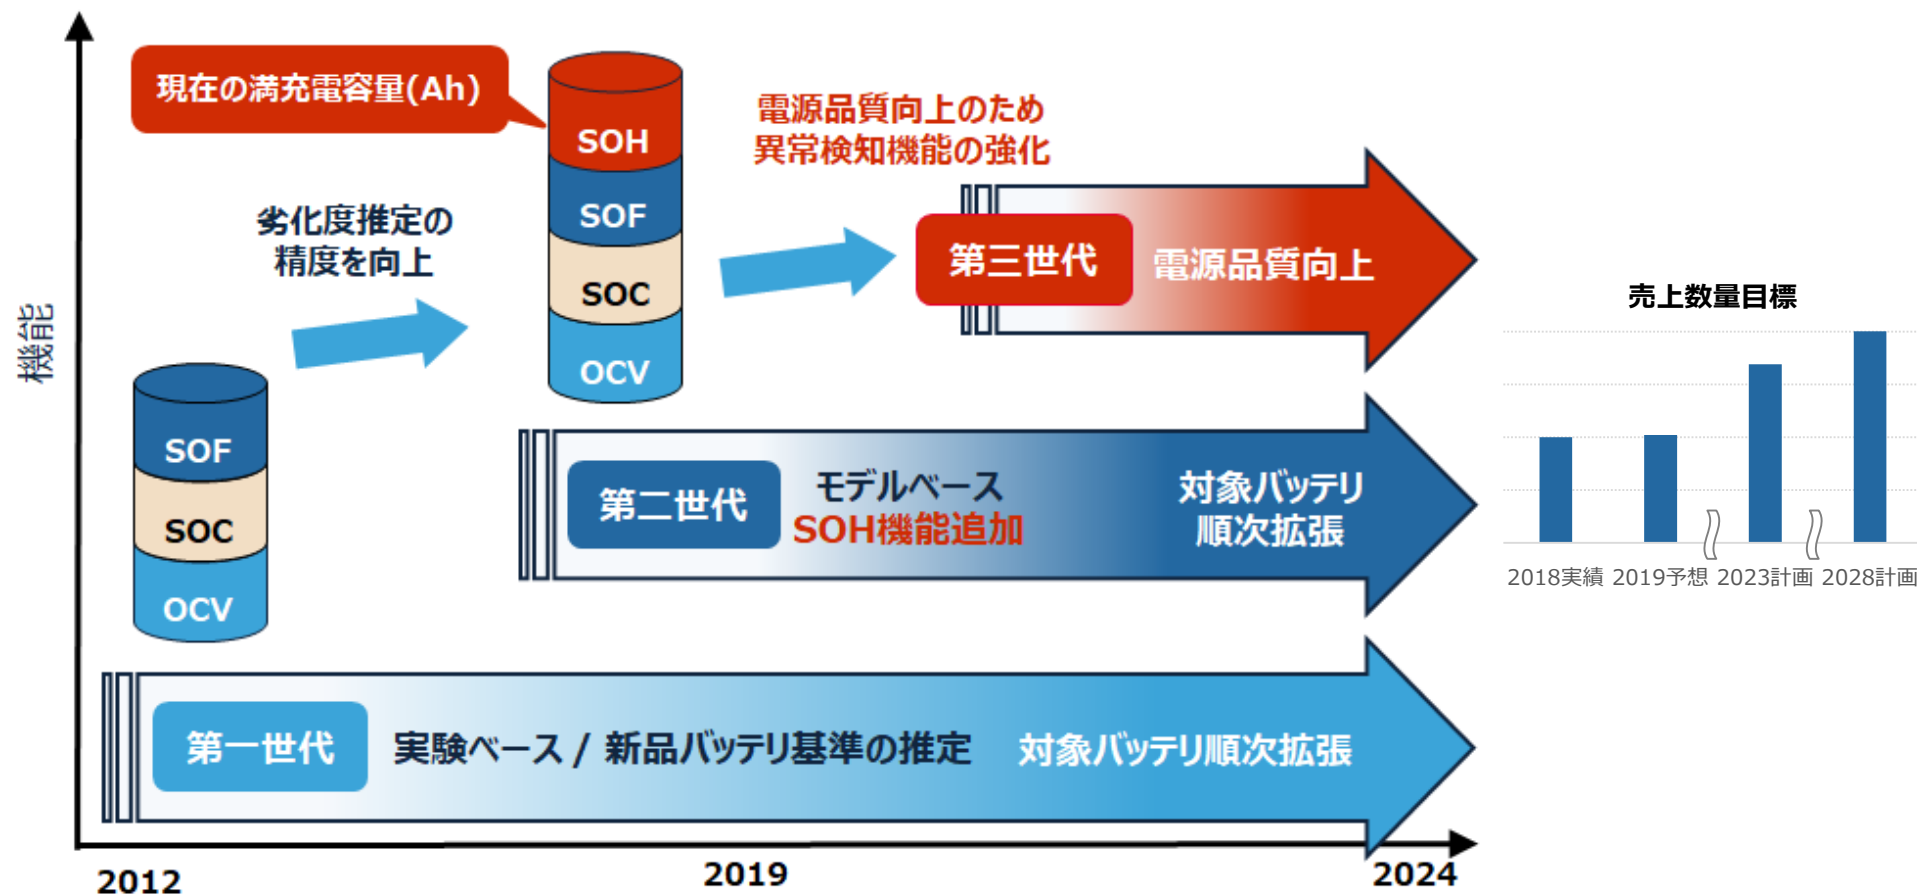 現在の満充電容量(Ah)
SOH
SOF
SOC
OCV
電源品質向上のため
異常検知機能の強化
劣化度推定の
精度を向上
第三世代
電源品質向上
機能
SOF
SOC
OCV
第二世代
モデルベース
SOH機能追加
対象バッテリ
順次拡張
第一世代
実験ベース / 新品バッテリ基準の推定
対象バッテリ順次拡張
2012
2019
2024
売上数量目標
2018実績
2019予想
2023計画
2028計画